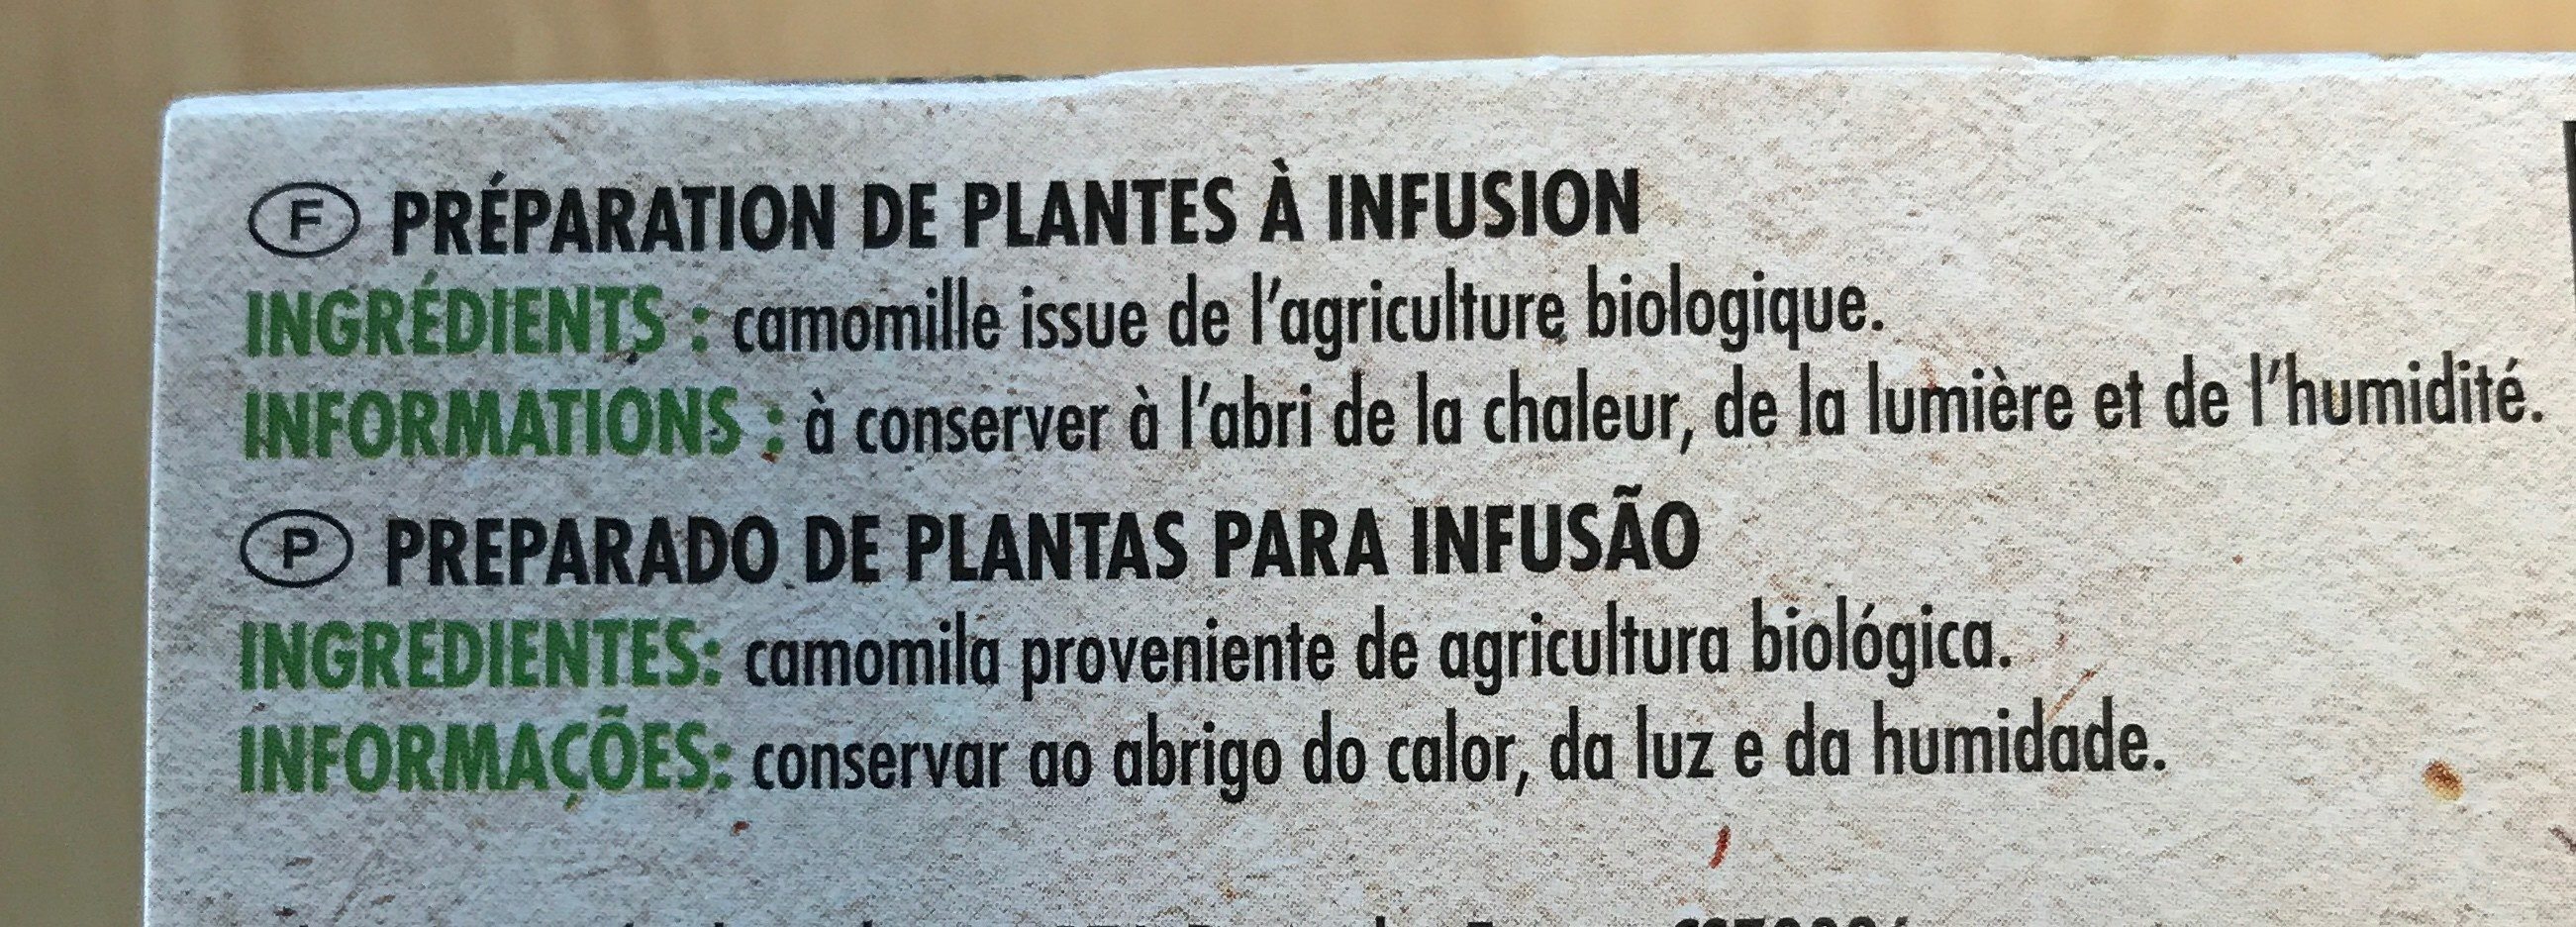 F PRÉPARATION DE PLANTES À INFUSION
INGRÉDIENTS : camomille issue de l'agriculture biologique.
INFORMATIONS : à conserver à l'abri de la chaleur, de la lumière et de l'humidité.
P PREPARADO DE PLANTAS PARA INFUSÃO
INGREDIENTES: camomila proveniente de agricultura biológica.
INFORMAÇÕES: conservar ao abrigo do calor, da luz e da humidade.